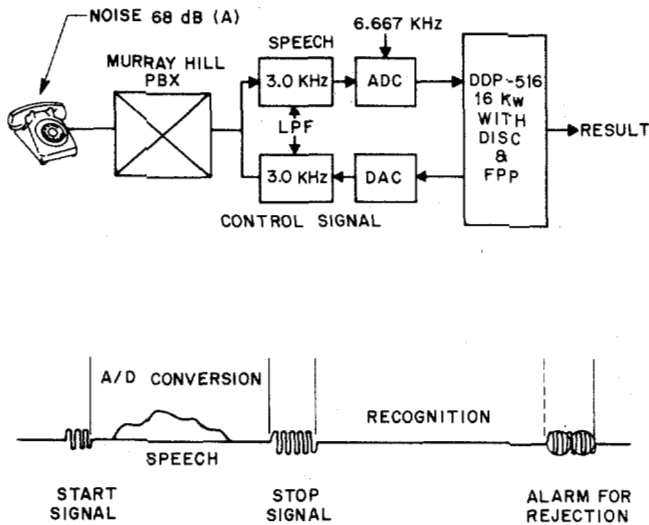 NOISE 68 dB (A)
MURRAY HILL
PBX
SPEECH
3.0 KHz
6.667 KHz
ADC
LPF
3.0 KHz
DAC
CONTROL SIGNAL
DDP-516
16 Kw
WITH
DISC
&
FPP
RESULT
A/D CONVERSION
SPEECH
RECOGNITION
START
SIGNAL
STOP
SIGNAL
ALARM FOR
REJECTION